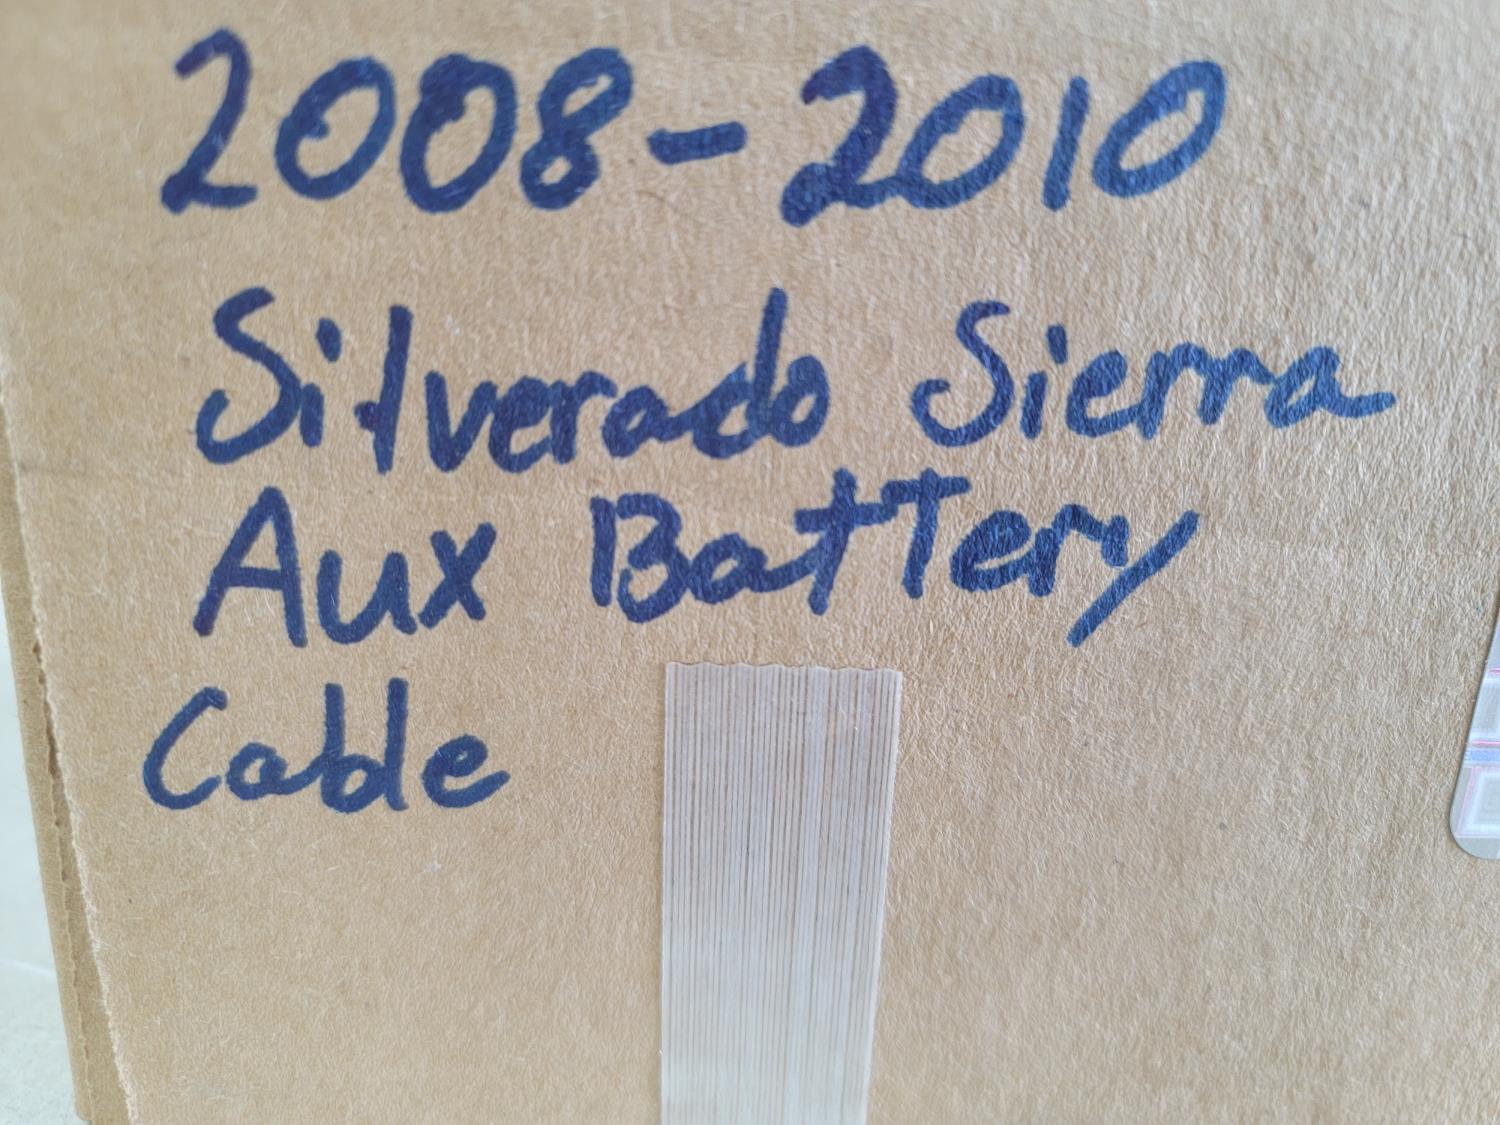 2008-2010
Silverado Sierra
Aux Battery
Cable